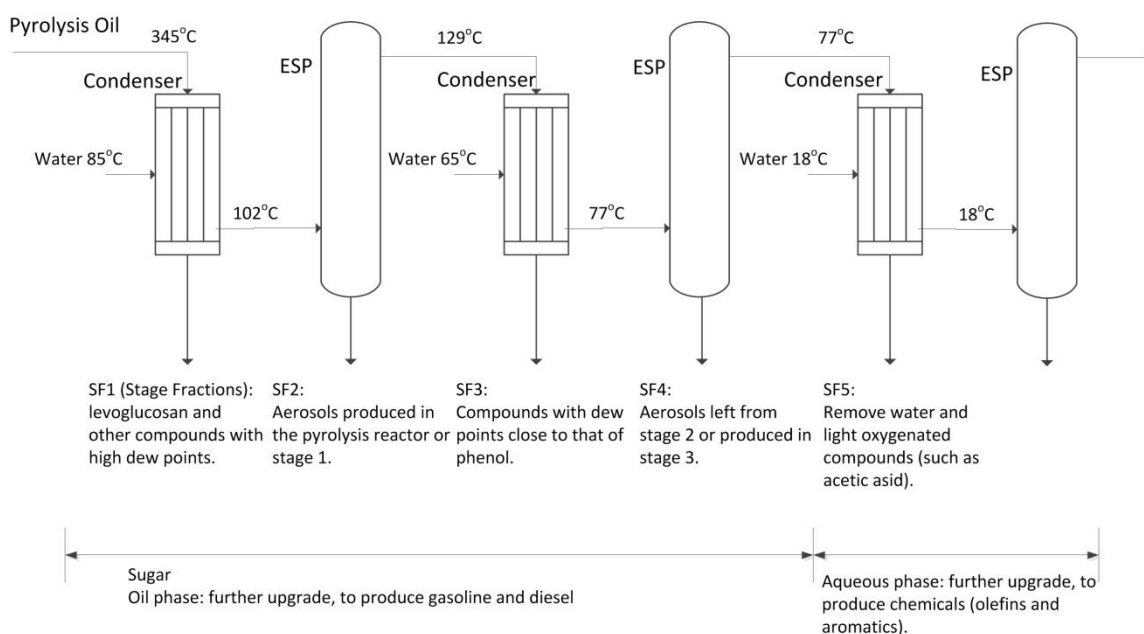 Pyrolysis Oil
345°C
Condenser
Water 85°C
102°C
ESP
129°C
Condenser
Water 65°C
77°C
ESP
77°C
Condenser
Water 18°C
18°C
ESP
SF1 (Stage Fractions):
levoglucosan and
other compounds with
high dew points.
SF2:
Aerosols produced in
the pyrolysis reactor or
stage 1.
SF3:
Compounds with dew
points close to that of
phenol.
SF4:
Aerosols left from
stage 2 or produced in
stage 3.
SF5:
Remove water and
light oxygenated
compounds (such as
acetic asid).
Sugar
Oil phase: further upgrade, to produce gasoline and diesel
Aqueous phase: further upgrade, to
produce chemicals (olefins and
aromatics).